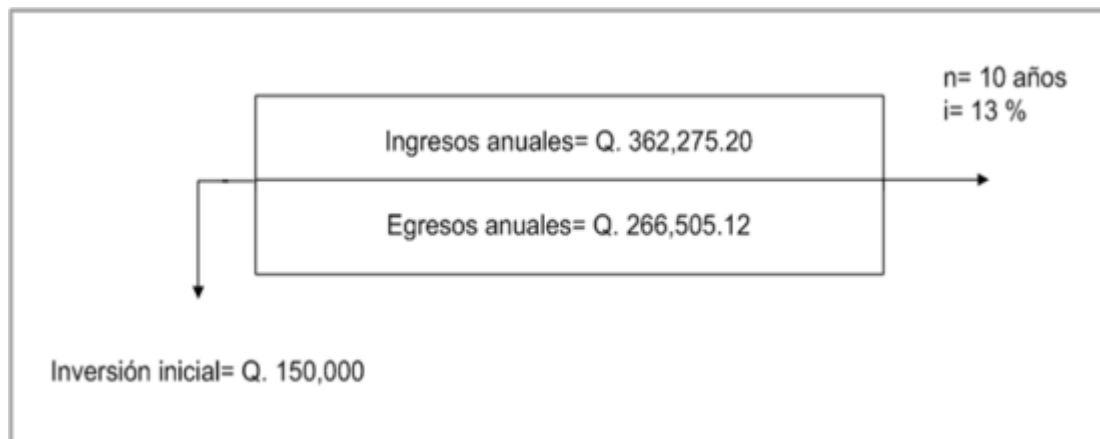 n= 10 años
i= 13 %
Ingresos anuales= Q. 362,275.20
Egresos anuales= Q. 266,505.12
Inversión inicial= Q. 150,000